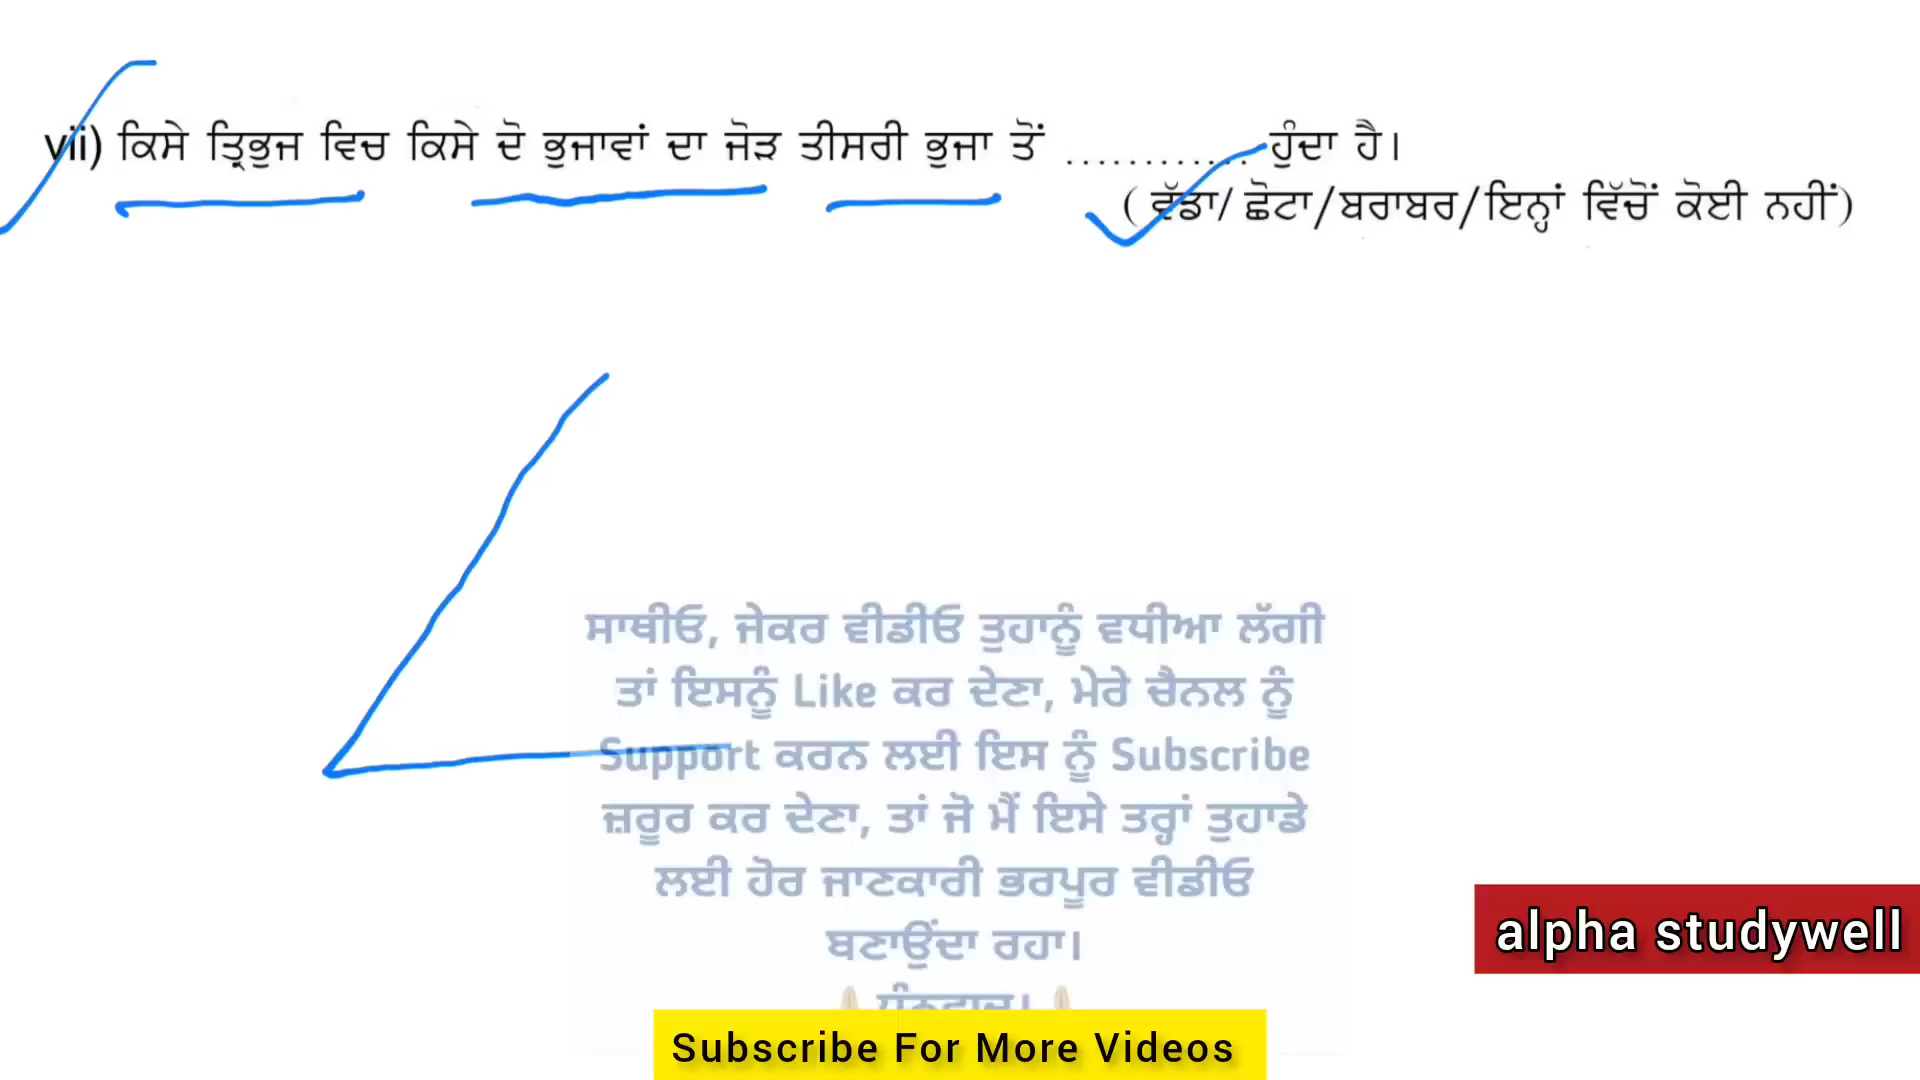 vii) ਕਿਸੇ ਤ੍ਰਿਭੁਜ ਵਿਚ ਕਿਸੇ ਦੋ ਭੁਜਾਵਾਂ ਦਾ ਜੋੜ ਤੀਸਰੀ ਭੁਜਾ ਤੋਂ ............ ਹੁੰਦਾ ਹੈ।
( ਵੱਡਾ/ ਛੋਟਾ/ਬਰਾਬਰ/ਇਨ੍ਹਾਂ ਵਿੱਚੋਂ ਕੋਈ ਨਹੀਂ)
ਸਾਥੀਓ, ਜੇਕਰ ਵੀਡੀਓ ਤੁਹਾਨੂੰ ਵਧੀਆ ਲੱਗੀ
ਤਾਂ ਇਸਨੂੰ Like ਕਰ ਦੇਣਾ, ਮੇਰੇ ਚੈਨਲ ਨੂੰ
Support ਕਰਨ ਲਈ ਇਸ ਨੂੰ Subscribe
ਜ਼ਰੂਰ ਕਰ ਦੇਣਾ, ਤਾਂ ਜੋ ਮੈਂ ਇਸੇ ਤਰ੍ਹਾਂ ਤੁਹਾਡੇ
ਲਈ ਹੋਰ ਜਾਣਕਾਰੀ ਭਰਪੂਰ ਵੀਡੀਓ
ਬਣਾਉਂਦਾ ਰਹਾ।
alpha studywell
Subscribe For More Videos